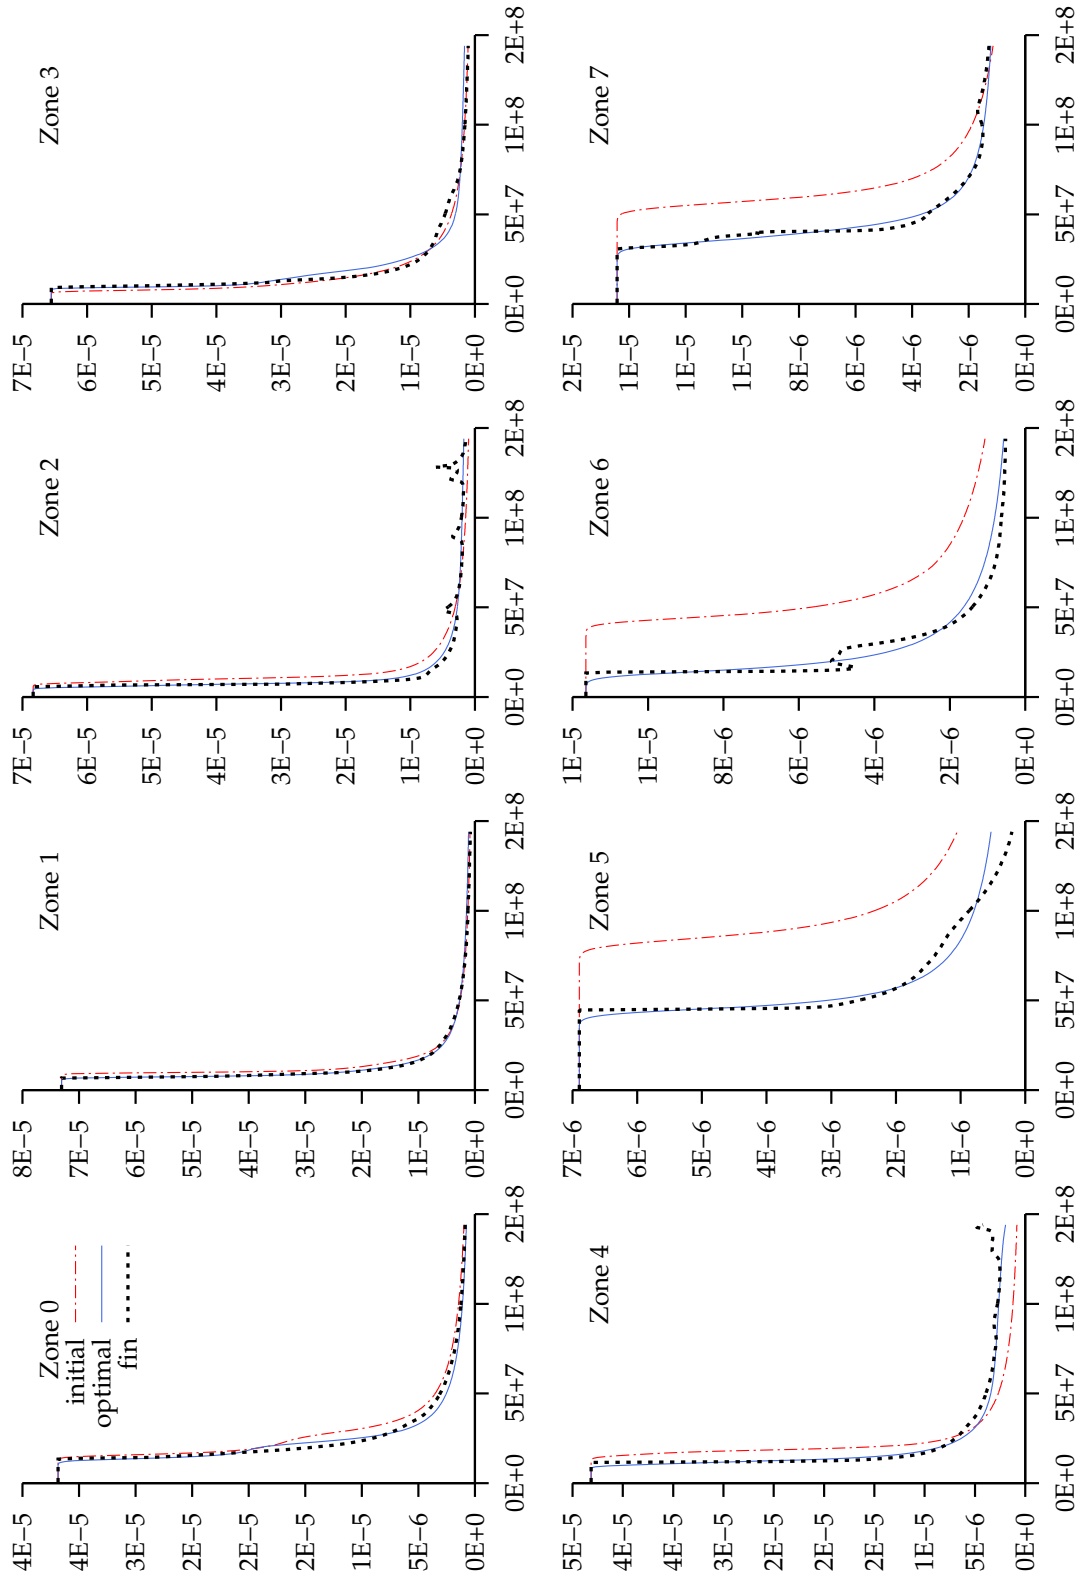 Zone 0
initial
optimal
fin
4E−5
4E−5
3E−5
3E−5
2E−5
2E−5
1E−5
1E−5
5E−6
0E+0
0E+0 5E+7 1E+8 2E+8
Zone 1
8E−5
7E−5
6E−5
5E−5
4E−5
3E−5
2E−5
1E−5
0E+0
0E+0 5E+7 1E+8 2E+8
Zone 2
7E−5
6E−5
5E−5
4E−5
3E−5
2E−5
1E−5
0E+0
0E+0 5E+7 1E+8 2E+8
Zone 3
7E−5
6E−5
5E−5
4E−5
3E−5
2E−5
1E−5
0E+0
0E+0 5E+7 1E+8 2E+8
Zone 4
5E−5
4E−5
4E−5
3E−5
3E−5
2E−5
2E−5
1E−5
5E−6
0E+0
0E+0 5E+7 1E+8 2E+8
Zone 5
7E−6
6E−6
5E−6
4E−6
3E−6
2E−6
1E−6
0E+0
0E+0 5E+7 1E+8 2E+8
Zone 6
1E−5
1E−5
8E−6
6E−6
4E−6
2E−6
0E+0
0E+0 5E+7 1E+8 2E+8
Zone 7
2E−5
1E−5
1E−5
1E−5
8E−6
6E−6
4E−6
2E−6
0E+0
0E+0 5E+7 1E+8 2E+8